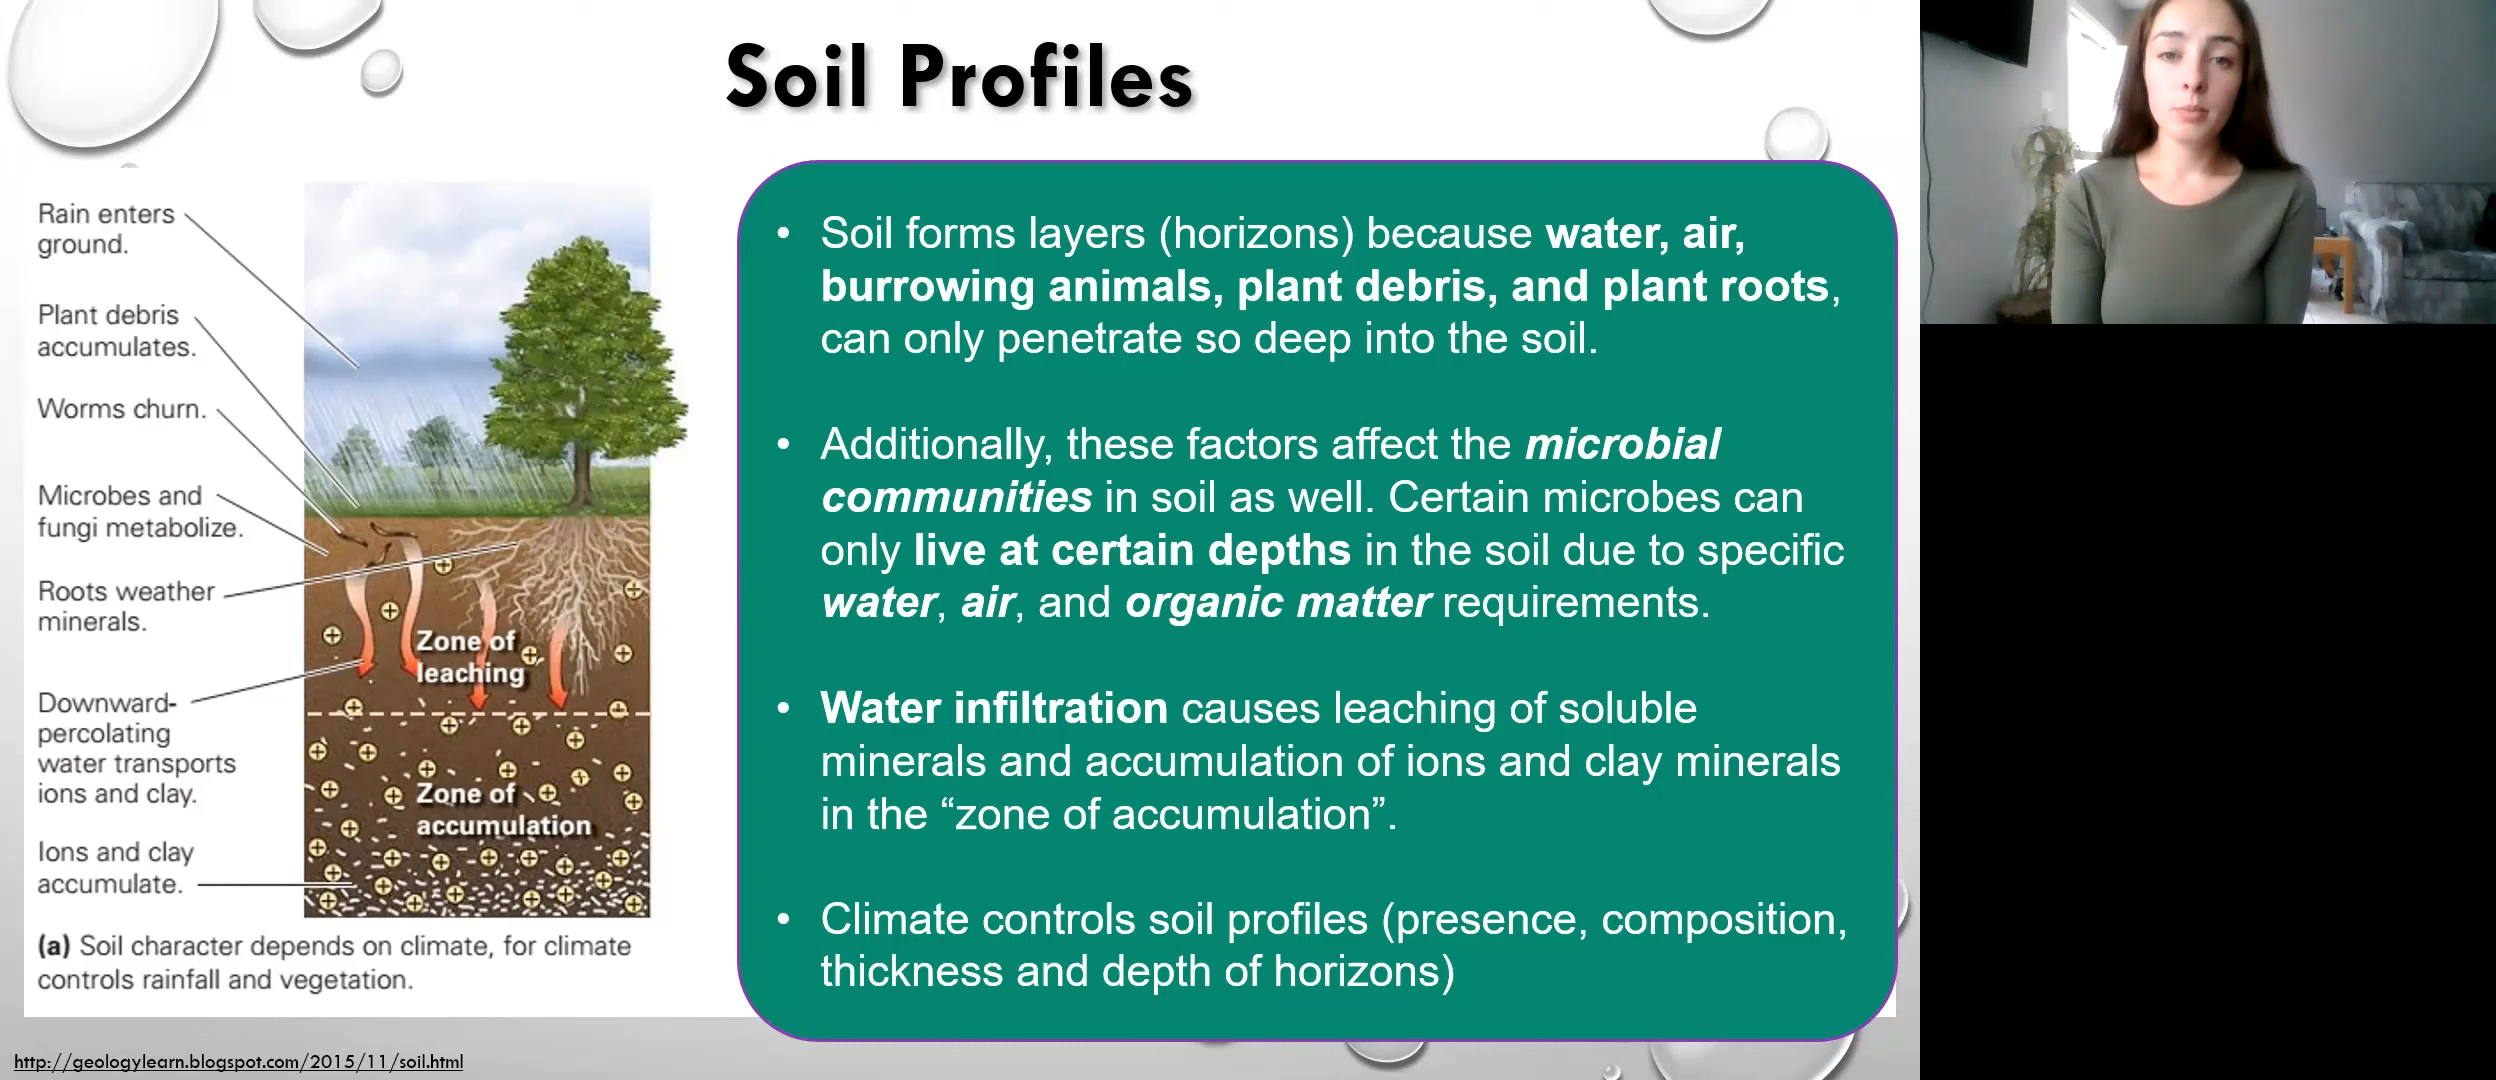 Soil Profiles
Rain enters
ground.
Plant debris
accumulates.
Worms churn.
Microbes and
fungi metabolize.
Roots weather
minerals.
Downward-
percolating
water transports
ions and clay.
Ions and clay
accumulate.
Zone of
leaching
Zone of
accumulation
(a) Soil character depends on climate, for climate
controls rainfall and vegetation.
http://geologylearn.blogspot.com/2015/11/soil.html
• Soil forms layers (horizons) because water, air,
burrowing animals, plant debris, and plant roots,
can only penetrate so deep into the soil.
• Additionally, these factors affect the microbial
communities in soil as well. Certain microbes can
only live at certain depths in the soil due to specific
water, air, and organic matter requirements.
• Water infiltration causes leaching of soluble
minerals and accumulation of ions and clay minerals
in the “zone of accumulation”.
• Climate controls soil profiles (presence, composition,
thickness and depth of horizons)